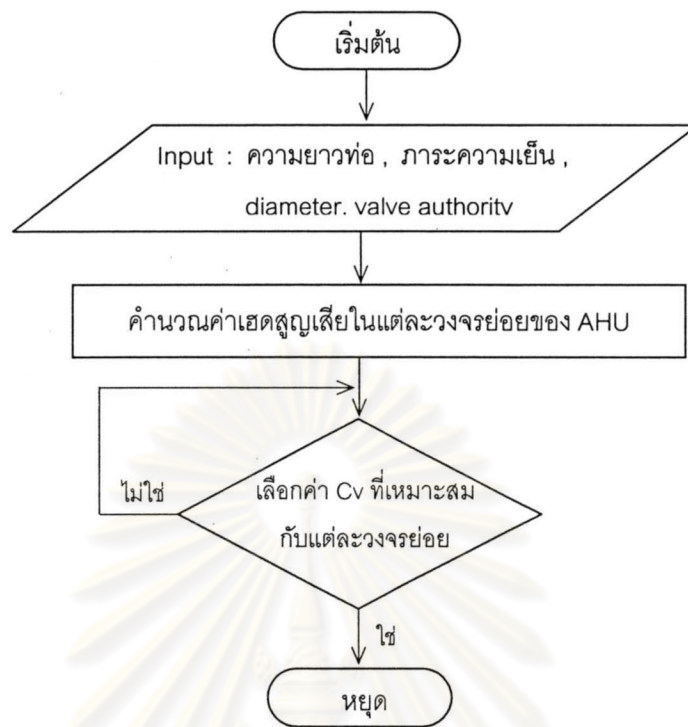 เริ่มต้น
Input : ความยาวท่อ , ภาระความเย็น ,
diameter. valve authority
คำนวณค่าเฮดสูญเสียในแต่ละวงจรย่อยของ AHU
เลือกค่า Cv ที่เหมาะสม
กับแต่ละวงจรย่อย
ไม่ใช่
ใช่
หยุด